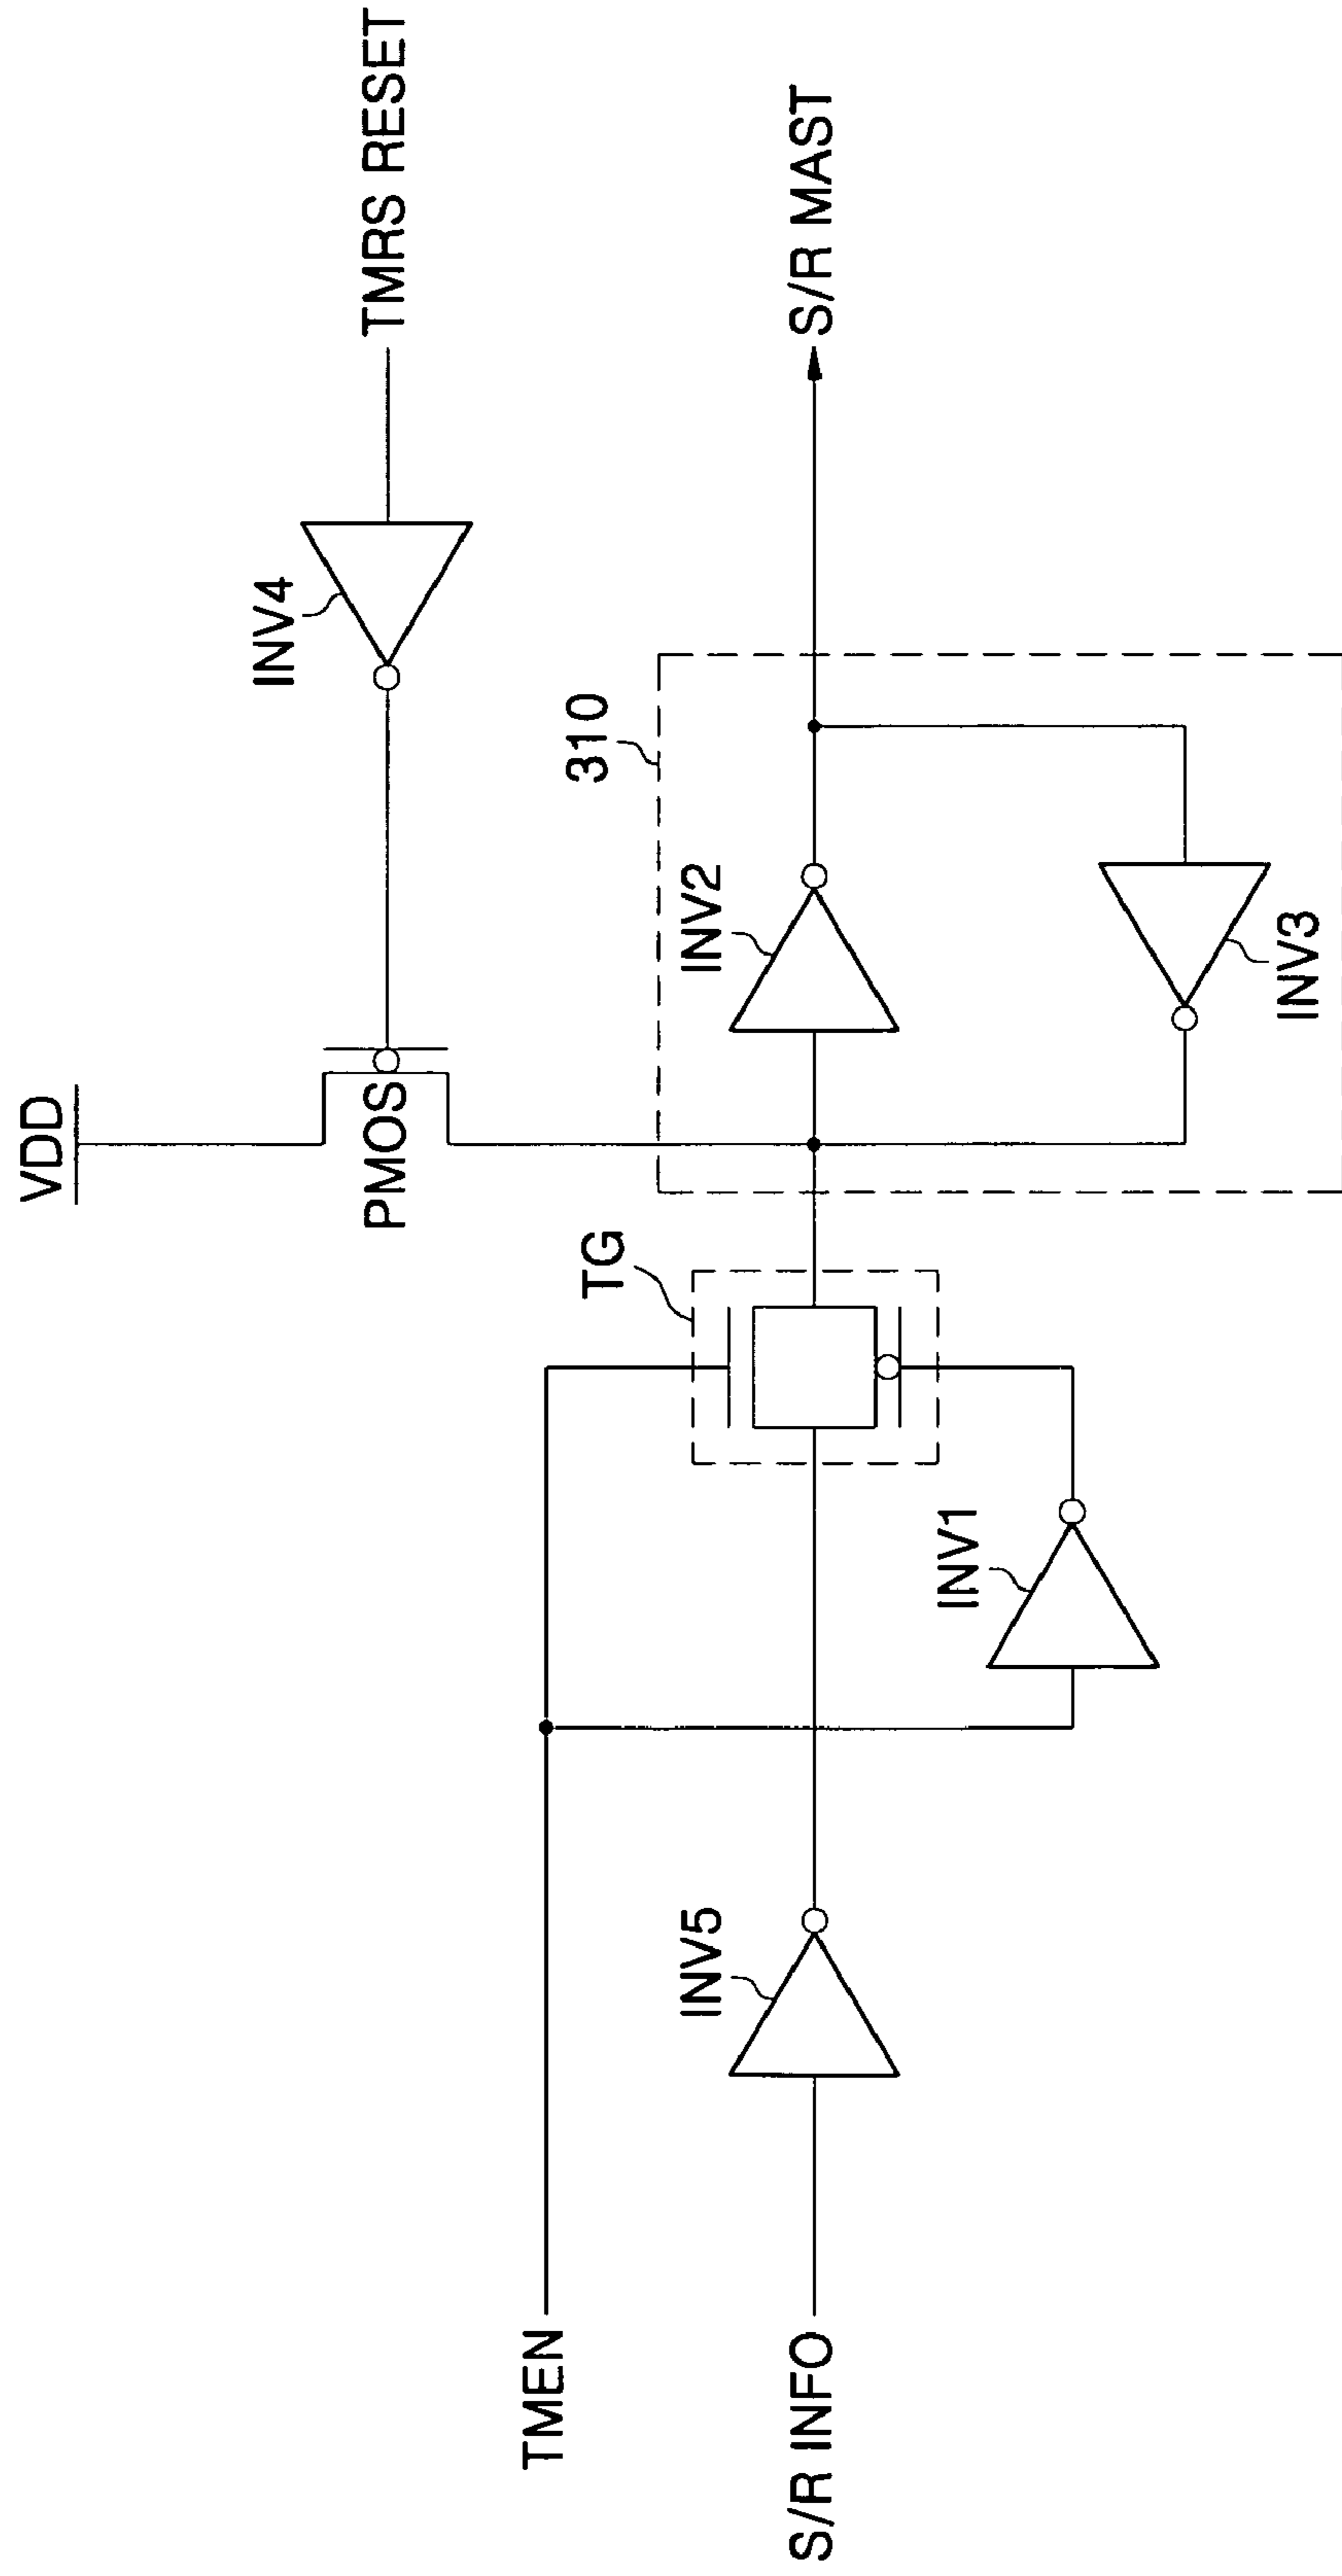 VDD
PMOS
INV4
TMRS RESET
TG
310
INV2
S/R MAST
INV3
TMEN
INV5
INV1
S/R INFO